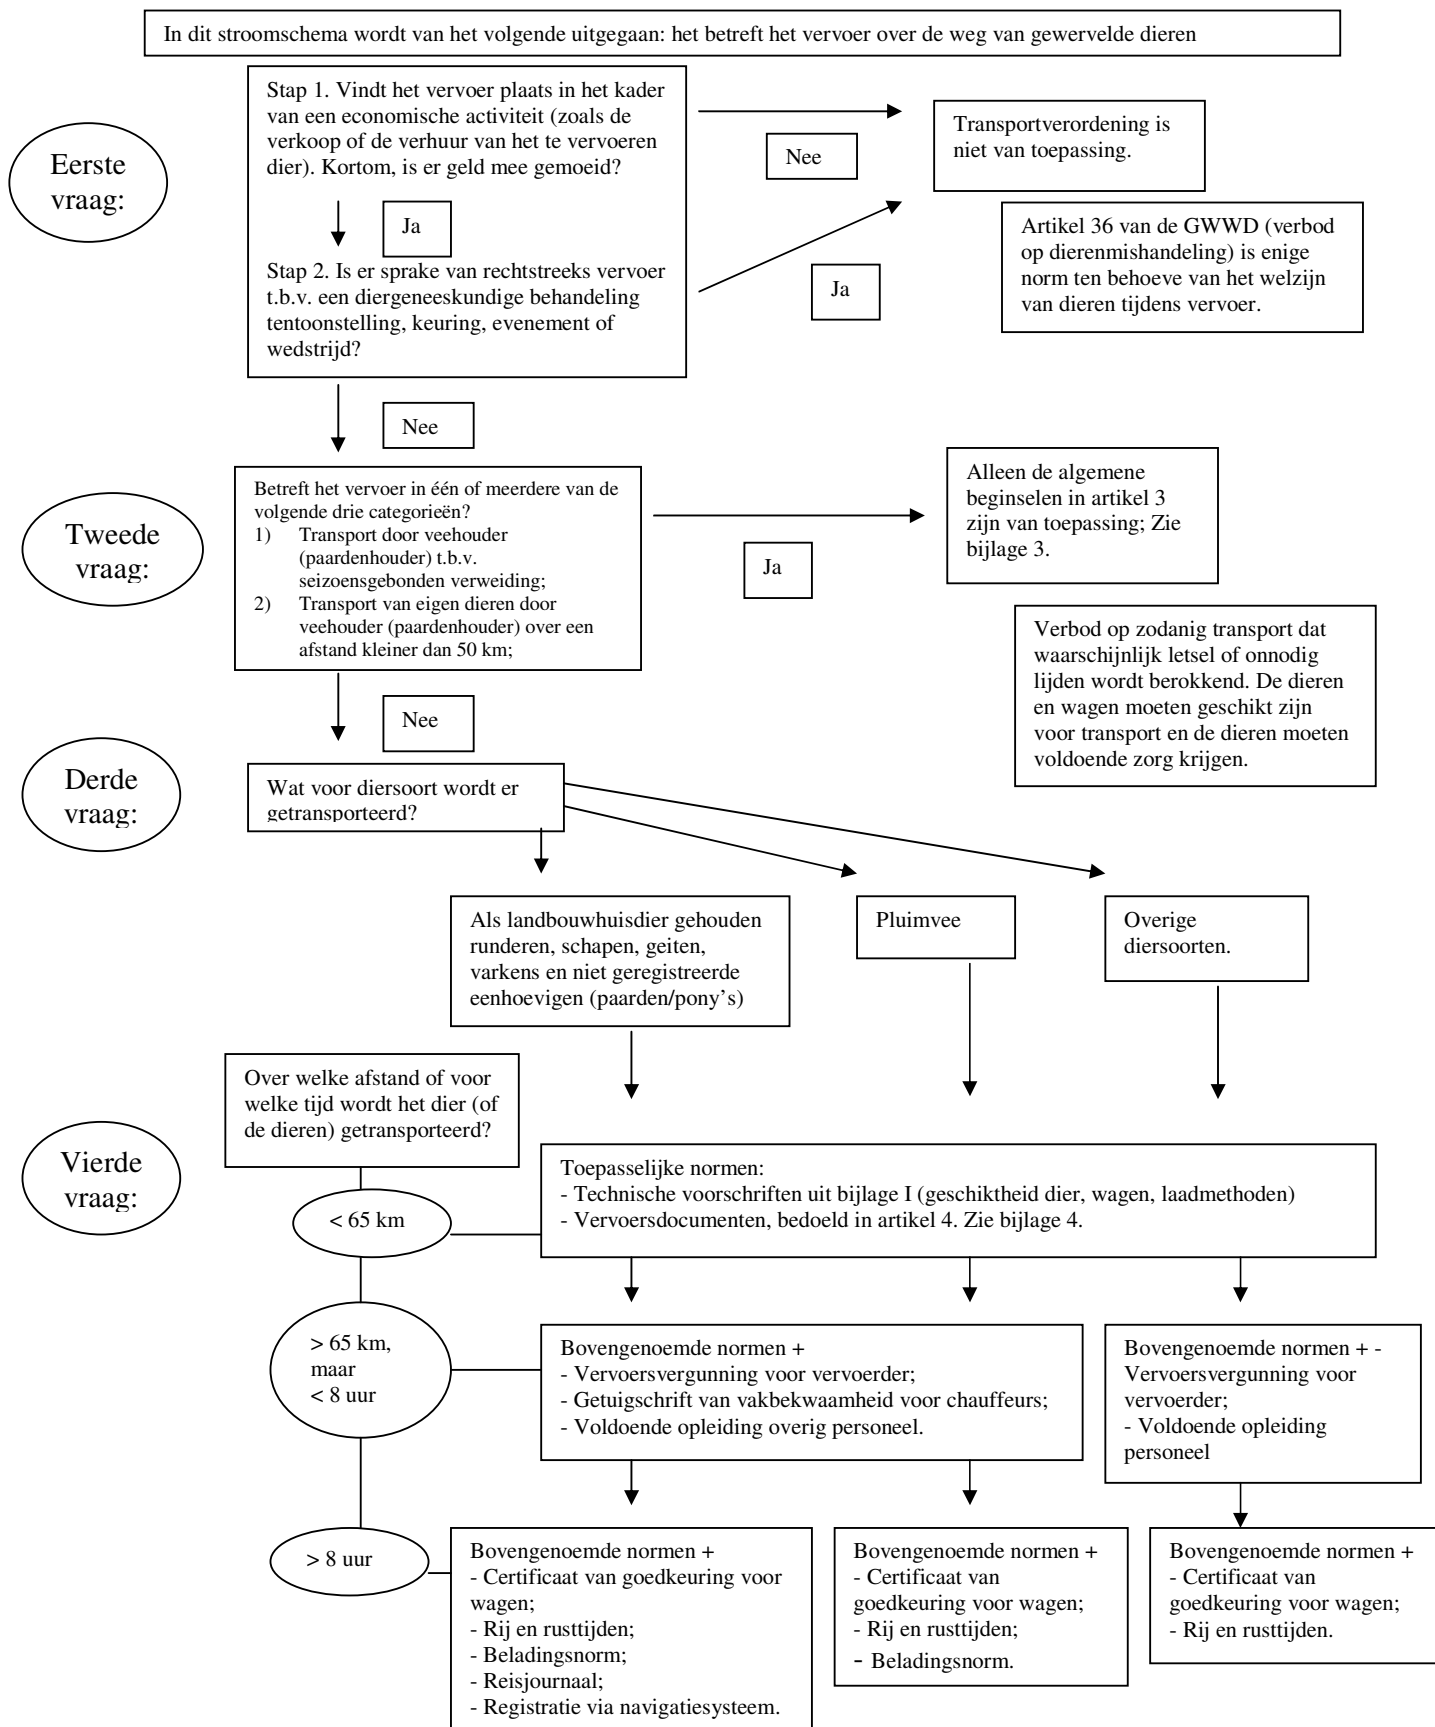 In dit stroomschema wordt van het volgende uitgegaan: het betreft het vervoer over de weg van gewervelde dieren
Eerste
vraag:
Stap 1. Vindt het vervoer plaats in het kader
van een economische activiteit (zoals de
verkoop of de verhuur van het te vervoeren
dier). Kortom, is er geld mee gemoeid?
Ja
Stap 2. Is er sprake van rechtstreeks vervoer
t.b.v. een diergeneeskundige behandeling
tentoonstelling, keuring, evenement of
wedstrijd?
Nee
Ja
Transportverordening is
niet van toepassing.
Artikel 36 van de GWWD (verbod
op dierenmishandeling) is enige
norm ten behoeve van het welzijn
van dieren tijdens vervoer.
Nee
Tweede
vraag:
Betreft het vervoer in één of meerdere van de
volgende drie categorieën?
1) Transport door veehouder
(paardenhouder) t.b.v.
seizoensgebonden verweiding;
2) Transport van eigen dieren door
veehouder (paardenhouder) over een
afstand kleiner dan 50 km;
Ja
Alleen de algemene
beginselen in artikel 3
zijn van toepassing; Zie
bijlage 3.
Verbod op zodanig transport dat
waarschijnlijk letsel of onnodig
lijden wordt berokkend. De dieren
en wagen moeten geschikt zijn
voor transport en de dieren moeten
voldoende zorg krijgen.
Nee
Derde
vraag:
Wat voor diersoort wordt er
getransporteerd?
Als landbouwhuisdier gehouden
runderen, schapen, geiten,
varkens en niet geregistreerde
eenhoevigen (paarden/pony's)
Pluimvee
Overige
diersoorten.
Vierde
vraag:
Over welke afstand of voor
welke tijd wordt het dier (of
de dieren) getransporteerd?
< 65 km
Toepasselijke normen:
- Technische voorschriften uit bijlage I (geschiktheid dier, wagen, laadmethoden)
- Vervoersdocumenten, bedoeld in artikel 4. Zie bijlage 4.
> 65 km,
maar
< 8 uur
Bovengenoemde normen +
- Vervoersvergunning voor vervoerder;
- Getuigschrift van vakbekwaamheid voor chauffeurs;
- Voldoende opleiding overig personeel.
Bovengenoemde normen + -
Vervoersvergunning voor
vervoerder;
- Voldoende opleiding
personeel
> 8 uur
Bovengenoemde normen +
- Certificaat van goedkeuring voor
wagen;
- Rij en rusttijden;
- Beladingsnorm;
- Reisjournaal;
- Registratie via navigatiesysteem.
Bovengenoemde normen +
- Certificaat van
goedkeuring voor wagen;
- Rij en rusttijden;
- Beladingsnorm.
Bovengenoemde normen +
- Certificaat van
goedkeuring voor wagen;
- Rij en rusttijden.